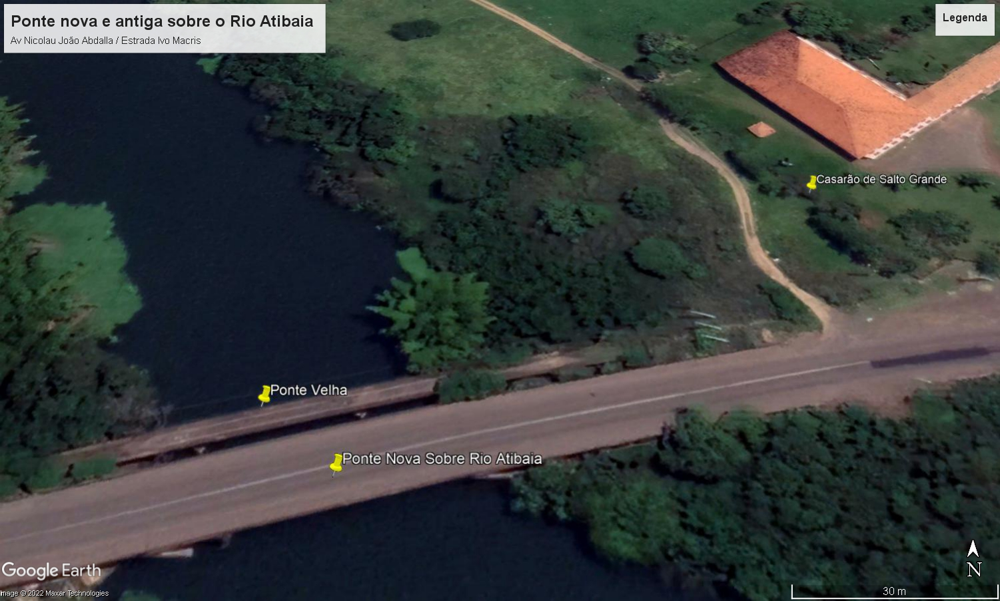 Ponte nova e antiga sobre o Rio Atibaia
Av Nicolau João Abdalla / Estrada Ivo Macris
Legenda
Casarão de Salto Grande
Ponte Velha
Ponte Nova Sobre Rio Atibaia
Google Earth
Image © 2022 Maxar Technologies
N
30 m